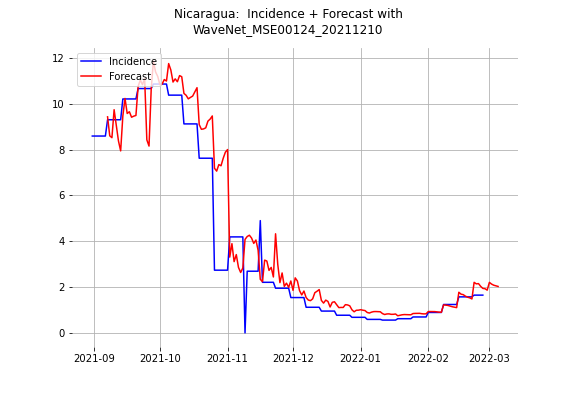 Nicaragua:  Incidence + Forecast with
WaveNet_MSE00124_20211210
Incidence
Forecast
12
10
8
6
4
2
0
2021-09 2021-10 2021-11 2021-12 2022-01 2022-02 2022-03